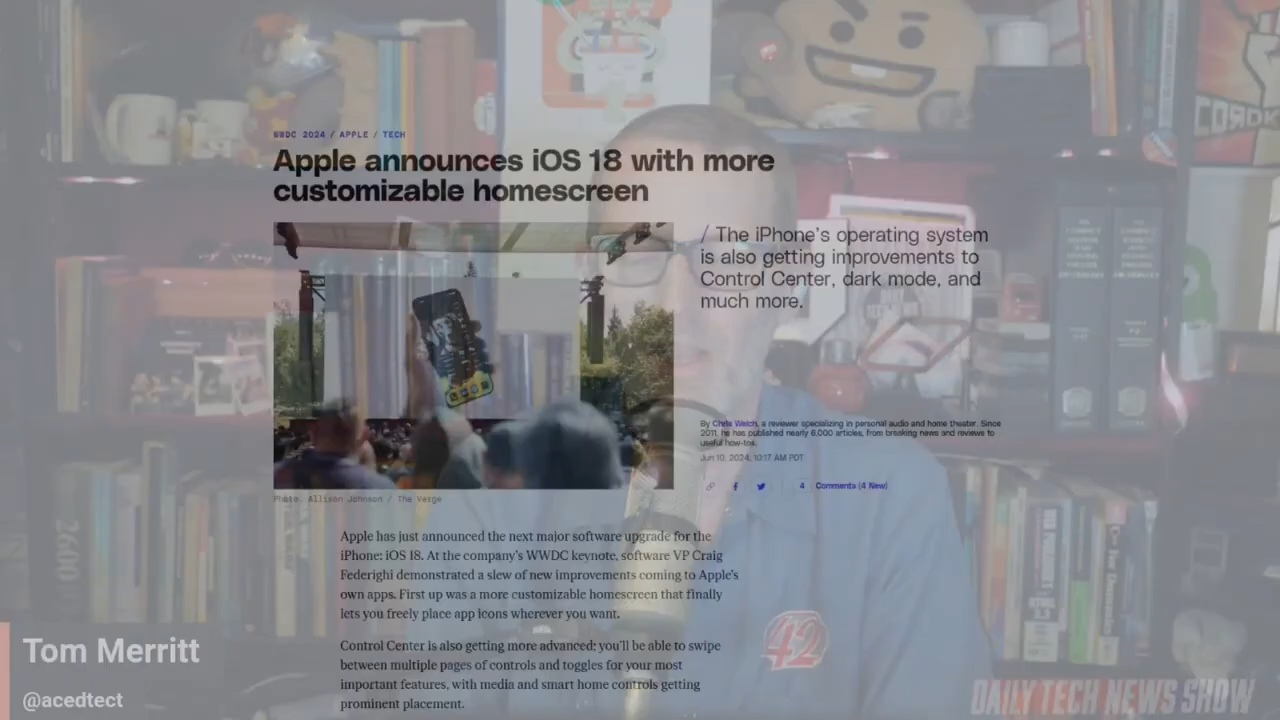 WWDC 2024 / APPLE / TECH
Apple announces iOS 18 with more
customizable homescreen
/ The iPhone's operating system
is also getting improvements to
Control Center, dark mode, and
much more.
By Chris Welch, a reviewer specializing in personal audio and home theater. Since
2011, he has published nearly 6,000 articles, from breaking news and reviews to
useful how-tos.
Jun 10, 2024, 10:17 AM PDT
4 Comments (4 New)
Photo: Allison Johnson / The Verge
Apple has just announced the next major software upgrade for the
iPhone: iOS 18. At the company's WWDC keynote, software VP Craig
Federighi demonstrated a slew of new improvements coming to Apple's
own apps. First up was a more customizable homescreen that finally
lets you freely place app icons wherever you want.
Control Center is also getting more advanced: you'll be able to swipe
between multiple pages of controls and toggles for your most
important features, with media and smart home controls getting
prominent placement.
2600
42
Tom Merritt
@acedtect
DAILY TECH NEWS SHOW